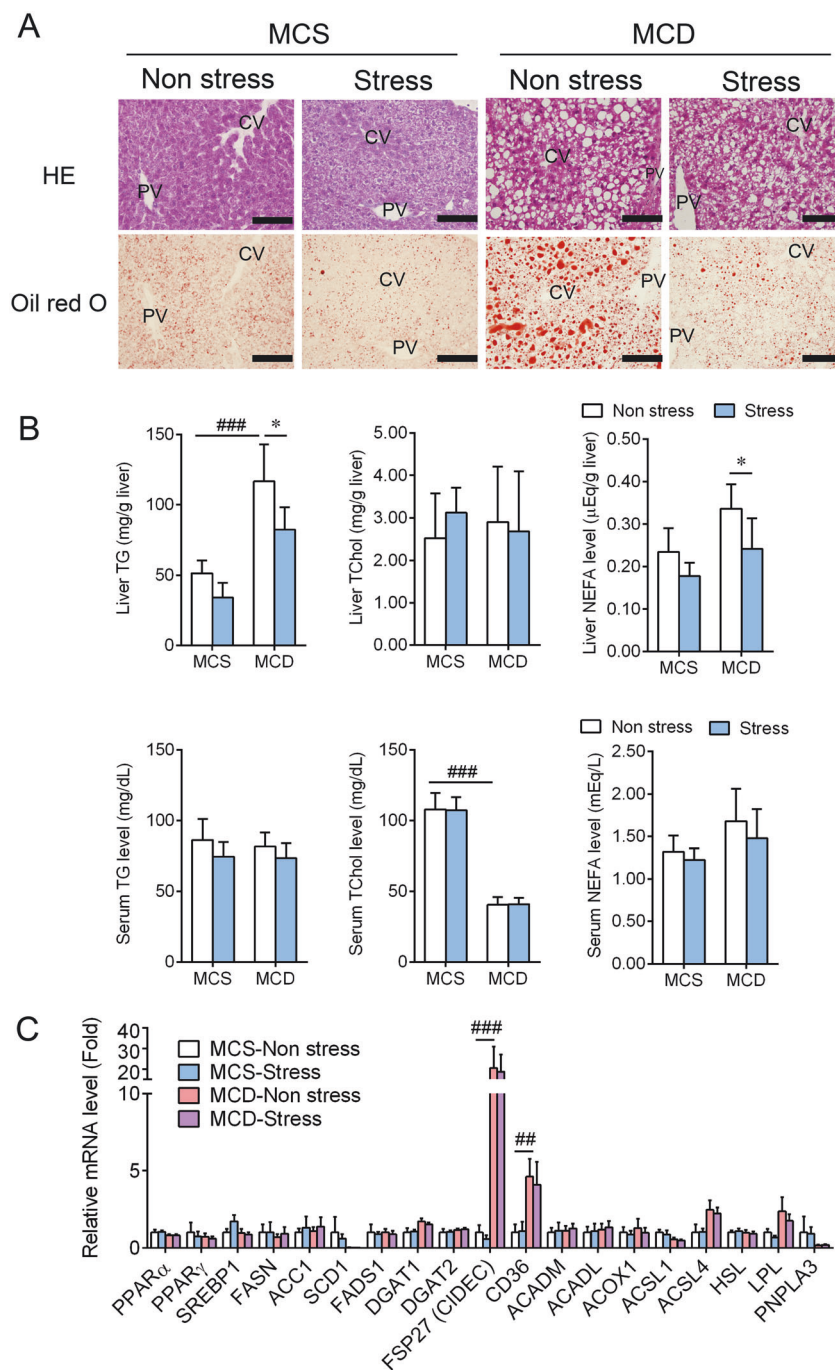 A
MCS MCD
Non stress Stress Non stress Stress
HE
CV PV CV PV CV PV CV PV
Oil red O
CV PV CV PV CV PV CV PV
B
Liver TG (mg/g liver)
150
100
50
0
### *
MCS MCD
Liver TChol (mg/g liver)
5.00
4.00
3.00
2.00
1.00
0.00
MCS MCD
Non stress Stress
Liver NEFA level (μEq/g liver)
0.50
0.40
0.30
0.20
0.10
0.00
*
MCS MCD
Serum TG level (mg/dL)
150
100
50
0
MCS MCD
Serum TChol level (mg/dL)
150
100
50
0
###
MCS MCD
Non stress Stress
Serum NEFA level (mEq/L)
2.50
2.00
1.50
1.00
0.50
0.00
MCS MCD
C
Relative mRNA level (Fold)
40
30
20
10
5
0
MCS-Non stress
MCS-Stress
MCD-Non stress
MCD-Stress
###
##
PPARα
PPARγ
SREBP1
FASN
ACC1
SCD1
FADS1
DGAT1
DGAT2
FSP27 (CIDEC)
CD36
ACADM
ACADL
ACOX1
ACSL1
ACSL4
HSL
LPL
PNPLA3